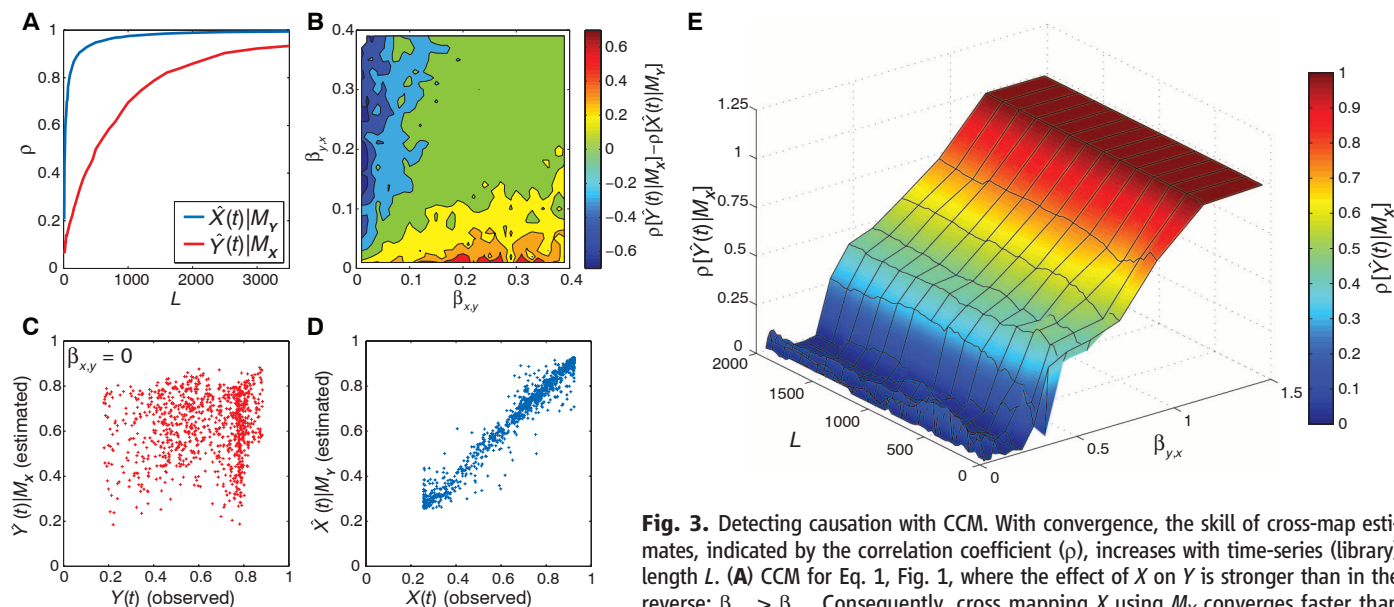 A
1
0.8
0.6
0.4
0.2
0
ρ
0 1000 2000 3000
L
X̂(t)|M_Y
Ŷ(t)|M_X
B
0.4
0.3
0.2
0.1
0
β_{y,x}
0 0.1 0.2 0.3 0.4
β_{x,y}
0.6
0.4
0.2
0
−0.2
−0.4
−0.6
ρ[Ŷ(t)|M_X]−ρ[X̂(t)|M_Y]
C
β_{x,y} = 0
1
0.8
0.6
0.4
0.2
0
Ŷ(t)|M_X (estimated)
0 0.2 0.4 0.6 0.8 1
Y(t) (observed)
D
1
0.8
0.6
0.4
0.2
0
X̂(t)|M_Y (estimated)
0 0.2 0.4 0.6 0.8 1
X(t) (observed)
E
1.25
1
0.75
0.5
0.25
0
ρ[Ŷ(t)|M_X]
2000
1500
1000
500
0
L
0
0.5
1
1.5
β_{y,x}
1
0.9
0.8
0.7
0.6
0.5
0.4
0.3
0.2
0.1
0
ρ[Ŷ(t)|M_X]
Fig. 3. Detecting causation with CCM. With convergence, the skill of cross-map esti-
mates, indicated by the correlation coefficient (ρ), increases with time-series (library)
length L. (A) CCM for Eq. 1, Fig. 1, where the effect of X on Y is stronger than in the
reverse: β > β Consequently, cross mapping X using M_Y converges faster than